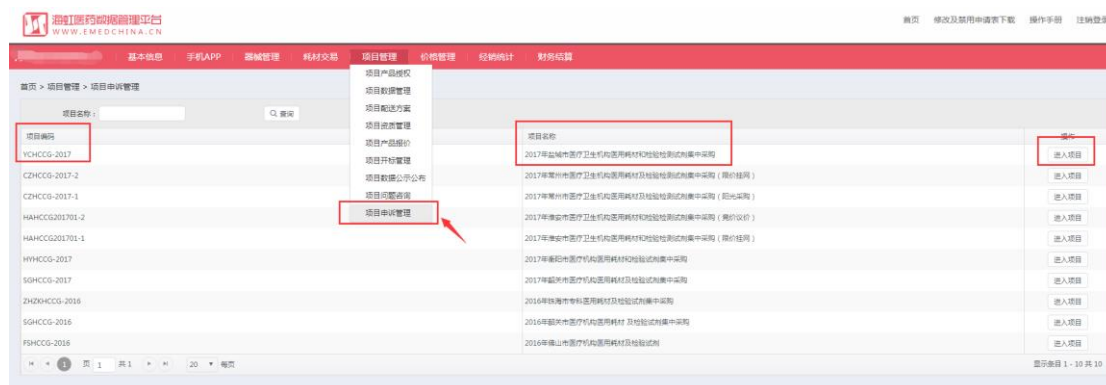 海虹医药数据管理平台
WWW.EMEDCHINA.CN
首页 修改及禁用申请表下载 操作手册 注销登录
基本信息 手机APP 器械管理 耗材交易 项目管理 价格管理 经销统计 财务结算
首页 > 项目管理 > 项目申诉管理
项目产品授权
项目数据管理
项目配送方案
项目资质管理
项目产品报价
项目开标管理
项目数据公示公布
项目问题咨询
项目申诉管理
项目名称： 查询
项目编码 项目名称 操作
YCHCCG-2017 2017年盐城市医疗卫生机构医用耗材和检验检测试剂集中采购 进入项目
CZHCCG-2017-2 2017年常州市医疗卫生机构医用耗材及检验检测试剂集中采购（限价挂网） 进入项目
CZHCCG-2017-1 2017年常州市医疗卫生机构医用耗材及检验检测试剂集中采购（阳光采购） 进入项目
HAHCCG201701-2 2017年淮安市医疗卫生机构医用耗材和检验检测试剂集中采购（竞价议价） 进入项目
HAHCCG201701-1 2017年淮安市医疗卫生机构医用耗材和检验检测试剂集中采购（限价挂网） 进入项目
HYHCCG-2017 2017年衡阳市医疗机构医用耗材和检验试剂集中采购 进入项目
SGHCCG-2017 2017年韶关市医疗机构医用耗材及检验试剂集中采购 进入项目
ZHZKHCCG-2016 2016年珠海市专科医用耗材及检验试剂集中采购 进入项目
SGHCCG-2016 2016年韶关市医疗机构医用耗材 及检验试剂集中采购 进入项目
FSHCCG-2016 2016年佛山市医疗机构医用耗材及检验试剂 进入项目
1 页 1 共1 20 每页 显示条目 1 - 10 共 10